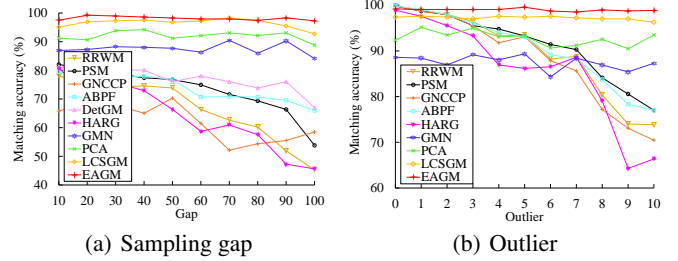 Matching accuracy (%)
100
90
80
70
60
50
40
RRWM
PSM
GNCCP
ABPF
DetGM
HARG
GMN
PCA
LCSGM
EAGM
10 20 30 40 50 60 70 80 90 100
Gap
(a) Sampling gap
Matching accuracy (%)
100
90
80
70
60
RRWM
PSM
GNCCP
ABPF
HARG
GMN
PCA
LCSGM
EAGM
0 1 2 3 4 5 6 7 8 9 10
Outlier
(b) Outlier